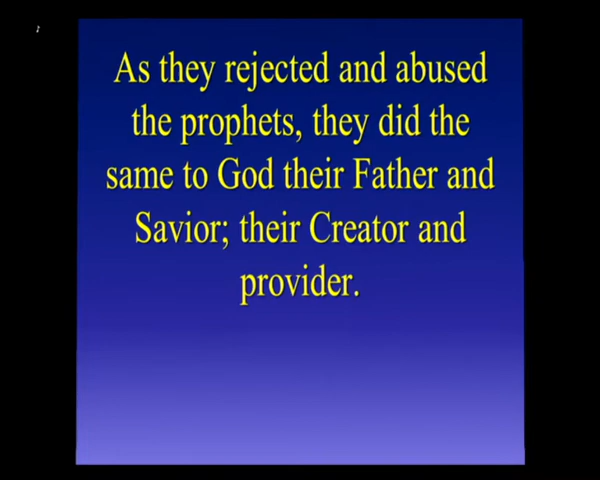 As they rejected and abused
the prophets, they did the
same to God their Father and
Savior; their Creator and
provider.